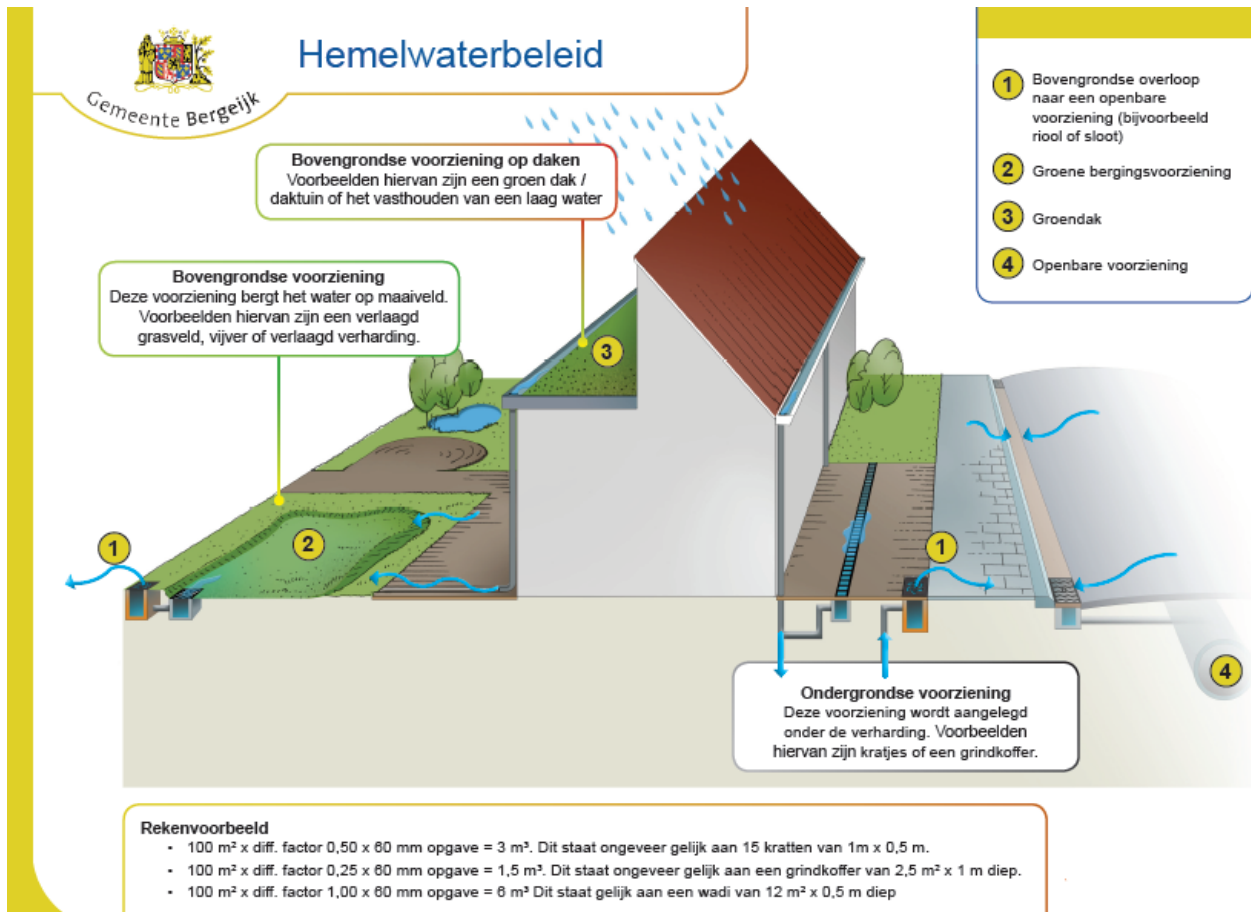 Gemeente Bergeijk
Hemelwaterbeleid
1 Bovengrondse overloop
naar een openbare
voorziening (bijvoorbeeld
riool of sloot)
2 Groene bergingsvoorziening
3 Groendak
4 Openbare voorziening
Bovengrondse voorziening op daken
Voorbeelden hiervan zijn een groen dak /
daktuin of het vasthouden van een laag water
Bovengrondse voorziening
Deze voorziening bergt het water op maaiveld.
Voorbeelden hiervan zijn een verlaagd
grasveld, vijver of verlaagd verharding.
3
1
2
1
4
Ondergrondse voorziening
Deze voorziening wordt aangelegd
onder de verharding. Voorbeelden
hiervan zijn kratjes of een grindkoffer.
Rekenvoorbeeld
• 100 m² x diff. factor 0,50 x 60 mm opgave = 3 m³. Dit staat ongeveer gelijk aan 15 kratten van 1m x 0,5 m.
• 100 m² x diff. factor 0,25 x 60 mm opgave = 1,5 m³. Dit staat ongeveer gelijk aan een grindkoffer van 2,5 m² x 1 m diep.
• 100 m² x diff. factor 1,00 x 60 mm opgave = 6 m³ Dit staat gelijk aan een wadi van 12 m² x 0,5 m diep